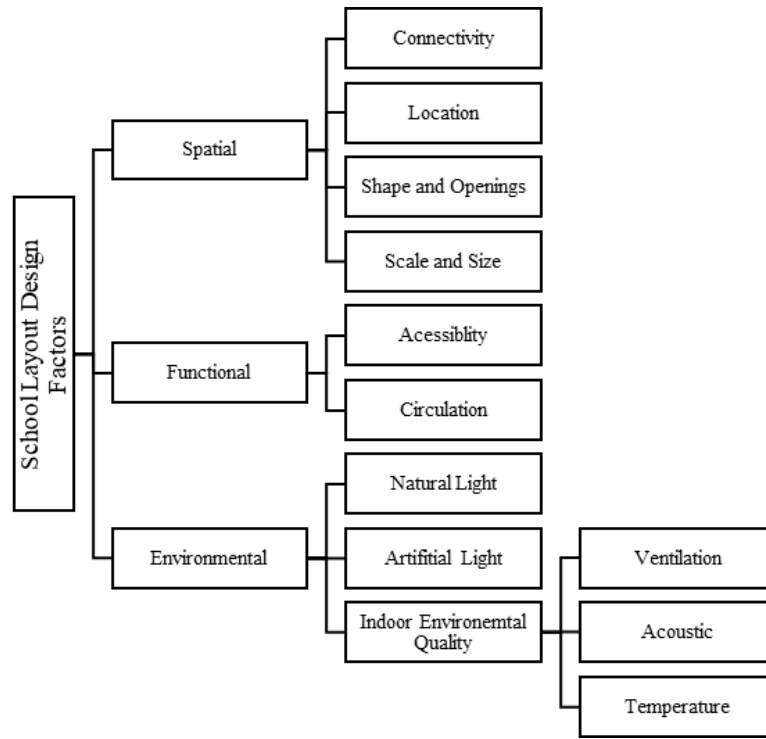 School Layout Design
Factors
Spatial
Connectivity
Location
Shape and Openings
Scale and Size
Functional
Acessiblity
Circulation
Environmental
Natural Light
Artifitial Light
Indoor Environemtal
Quality
Ventilation
Acoustic
Temperature